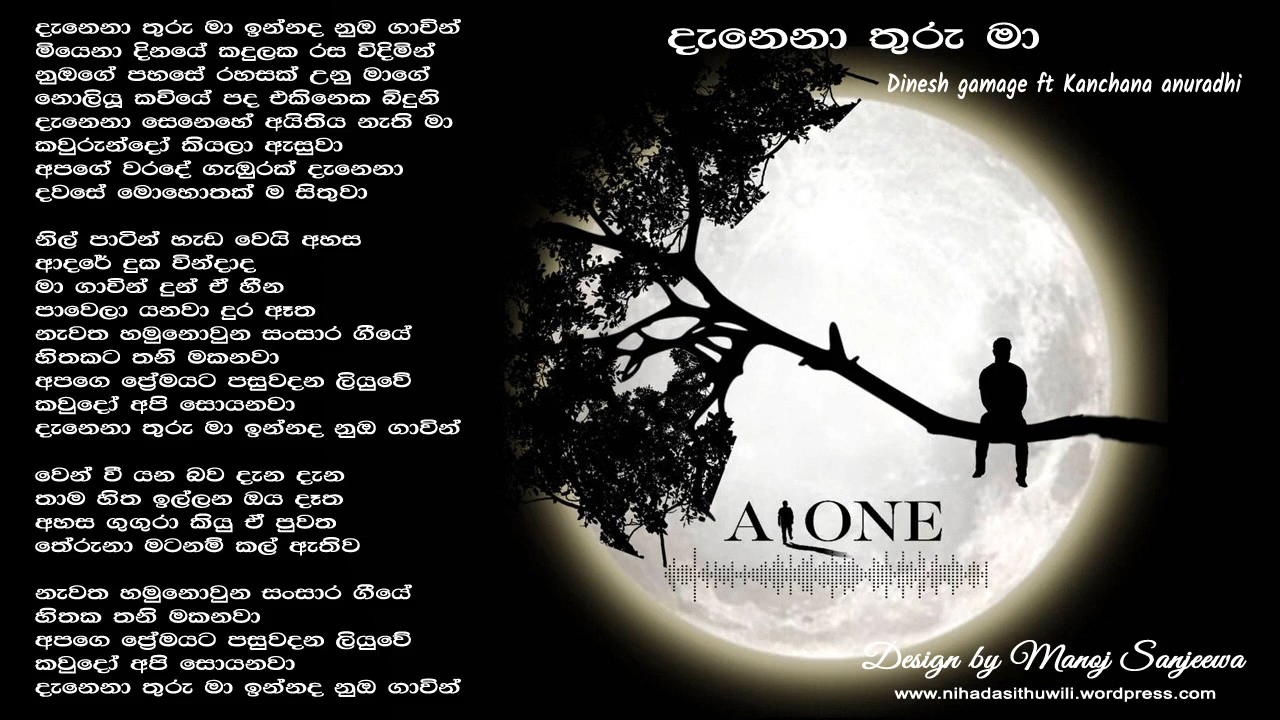 දැනෙනා තුරු මා ඉන්නද නුඹ ගාවින්
මියෙනා දිනයේ කදුලක රස විදිමින්
නුඹගේ පහසේ රහසක් උනු මාගේ
නොලියූ කවියේ පද එකිනෙක බිදුනි
දැනෙනා සෙනෙහේ අයිතිය නැති මා
කවුරුන්දෝ කියලා ඇසුවා
අපගේ වරදේ ගැඹුරක් දැනෙනා
දවසේ මොහොතක් ම සිතුවා

නිල් පාටින් හැඩ වෙයි අහස
ආදරේ දුක වින්දාද
මා ගාවින් දුන් ඒ හීන
පාවෙලා යනවා දුර ඈත
නැවත හමුනොවුන සංසාර ගීයේ
හිතකට තනි මකනවා
අපගෙ ප්‍රේමයට පසුවදන ලියුවේ
කවුදෝ අපි සොයනවා
දැනෙනා තුරු මා ඉන්නද නුඹ ගාවින්

වෙන් වී යන බව දැන දැන
තාම හිත ඉල්ලන ඔය දෑත
අහස ගුගුරා කියු ඒ පුවත
තේරුනා මටනම් කල් ඇතිව

නැවත හමුනොවුන සංසාර ගීයේ
හිතක තනි මකනවා
අපගෙ ප්‍රේමයට පසුවදන ලියුවේ
කවුදෝ අපි සොයනවා
දැනෙනා තුරු මා ඉන්නද නුඹ ගාවින්

දැනෙනා තුරු මා
Dinesh gamage ft Kanchana anuradhi
ALONE
Design by Manoj Sanjeewa
www.nihadasithuwili.wordpress.com